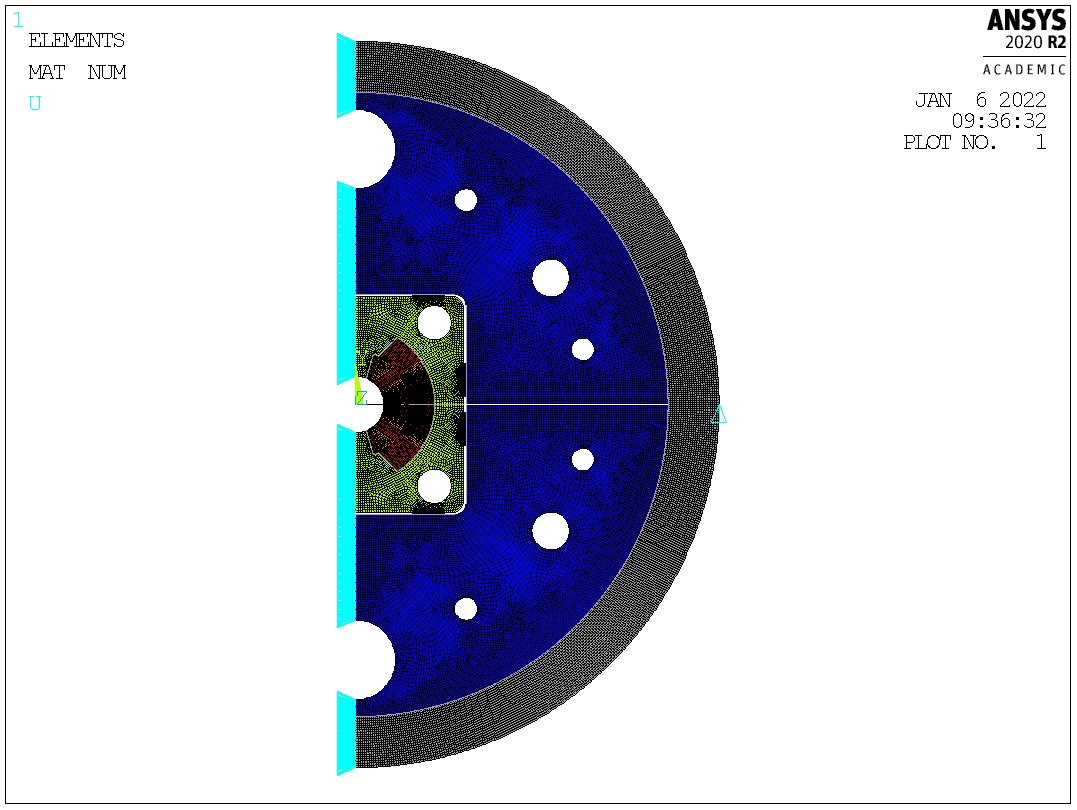 1
ELEMENTS
MAT NUM
U
ANSYS
2020 R2
ACADEMIC
JAN 6 2022
09:36:32
PLOT NO. 1
Z